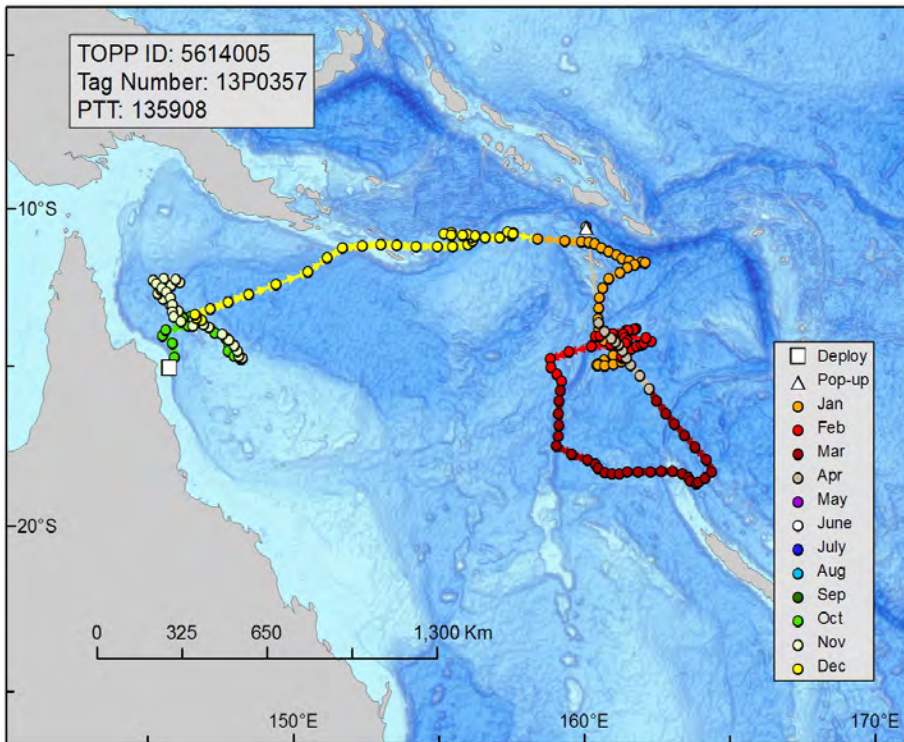 TOPP ID: 5614005
Tag Number: 13P0357
PTT: 135908
10°S
Deploy
Pop-up
Jan
Feb
Mar
Apr
May
June
July
Aug
Sep
Oct
Nov
Dec
20°S
0 325 650 1,300 Km
150°E 160°E 170°E